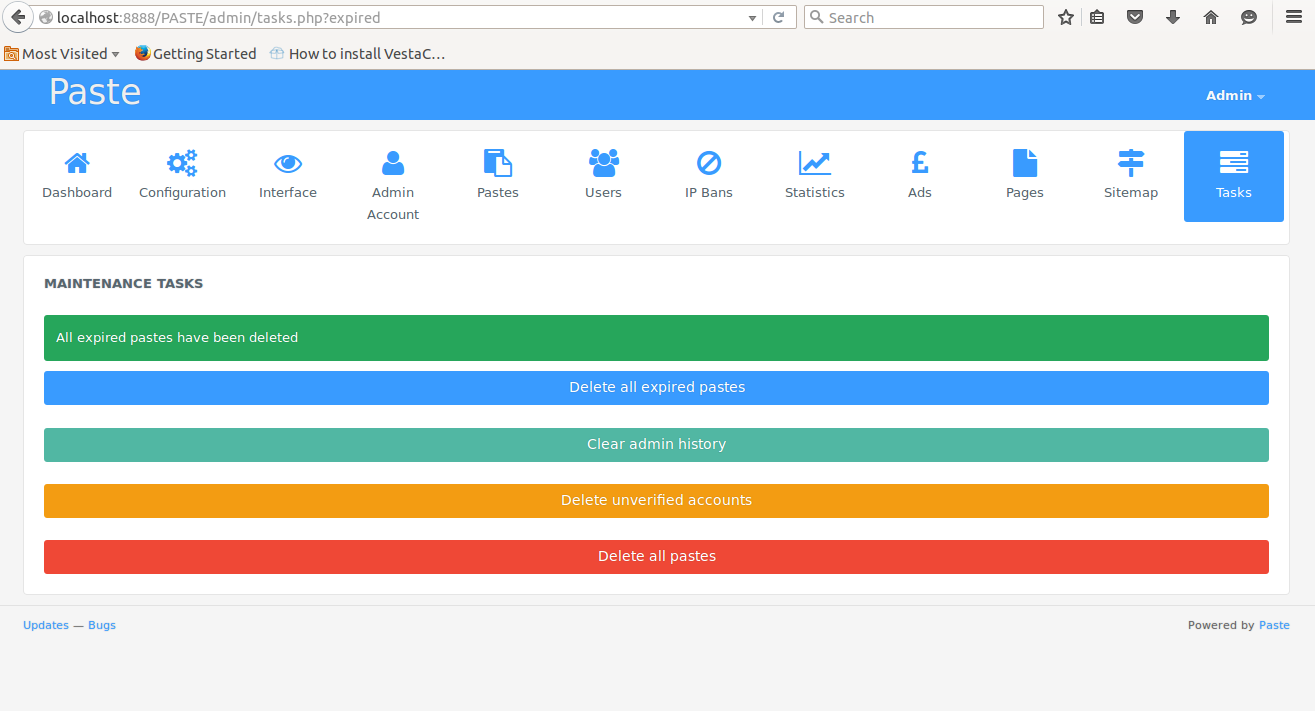 localhost:8888/PASTE/admin/tasks.php?expired
Search
Most Visited
Getting Started
How to install VestaC...
Paste
Admin
Dashboard
Configuration
Interface
Admin
Account
Pastes
Users
IP Bans
Statistics
Ads
Pages
Sitemap
Tasks
MAINTENANCE TASKS
All expired pastes have been deleted
Delete all expired pastes
Clear admin history
Delete unverified accounts
Delete all pastes
Updates — Bugs
Powered by Paste